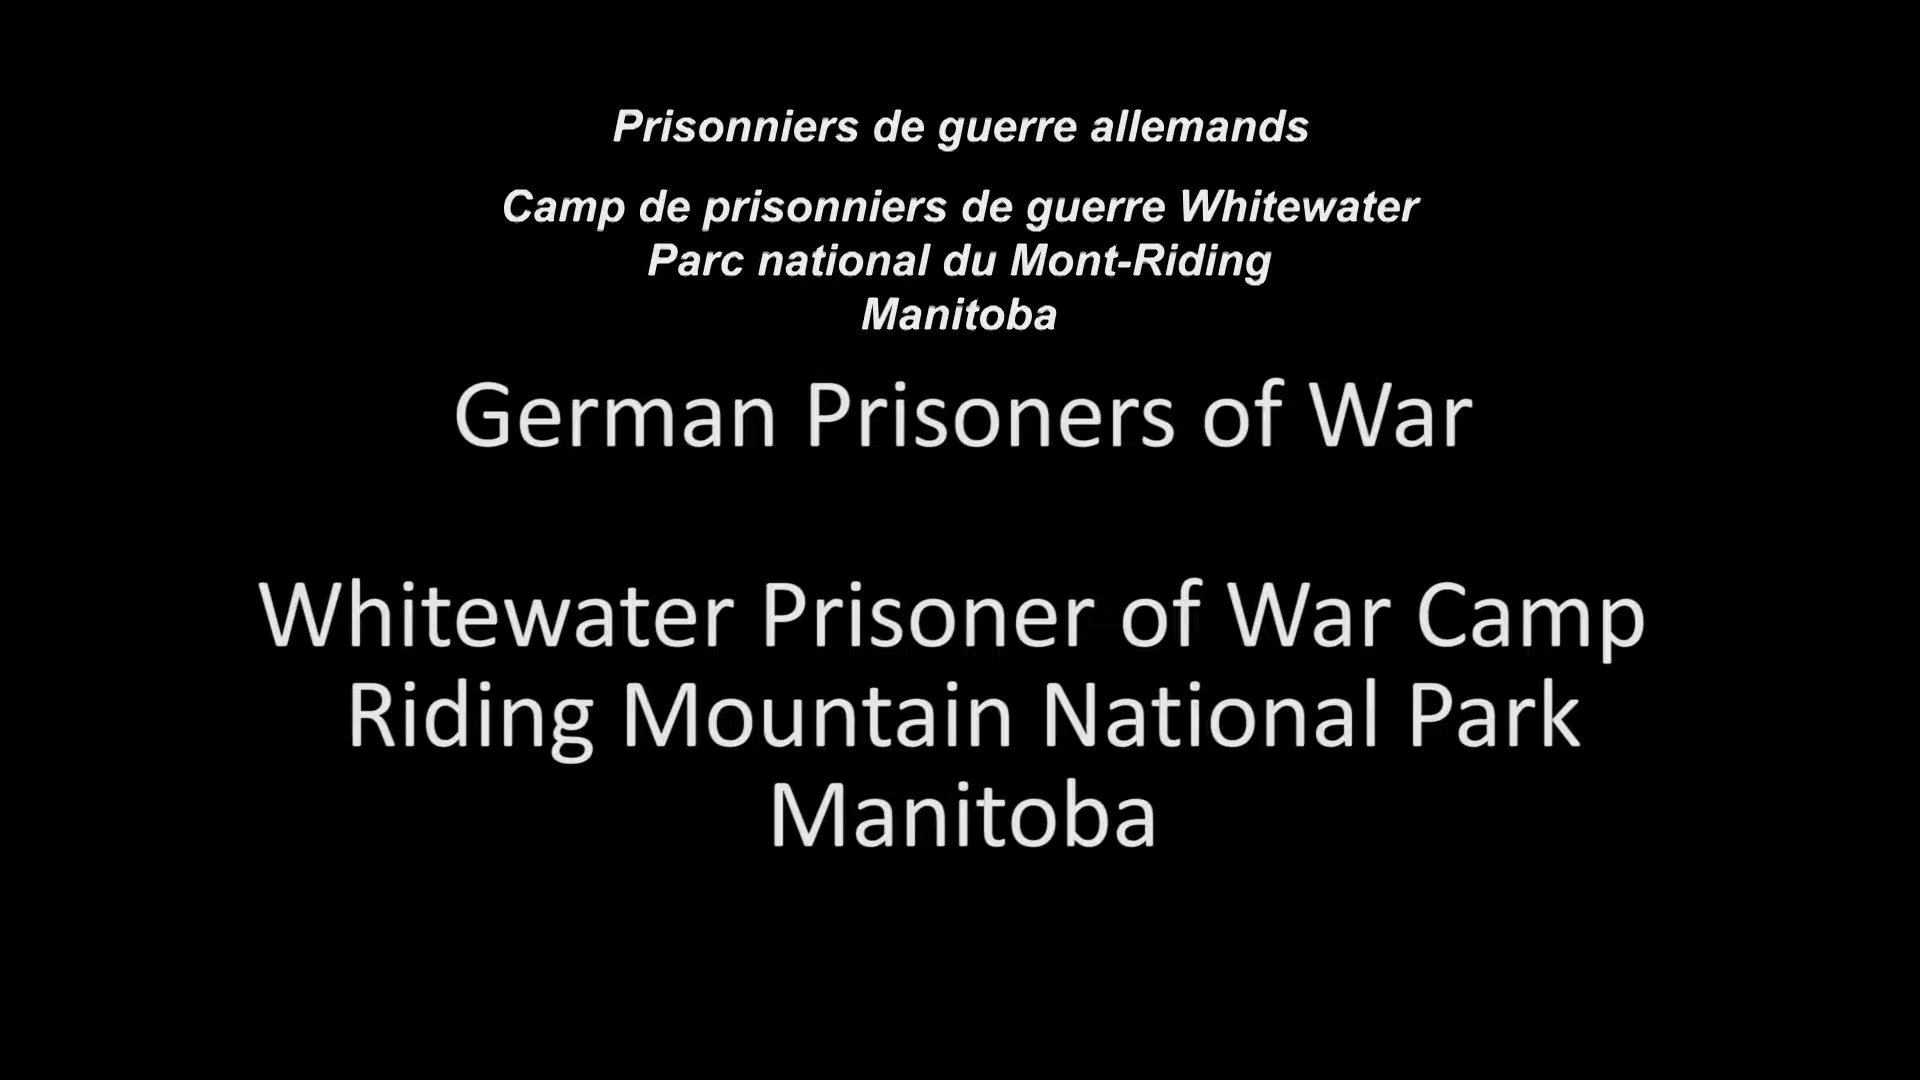 Prisonniers de guerre allemands
Camp de prisonniers de guerre Whitewater
Parc national du Mont-Riding
Manitoba
German Prisoners of War
Whitewater Prisoner of War Camp
Riding Mountain National Park
Manitoba